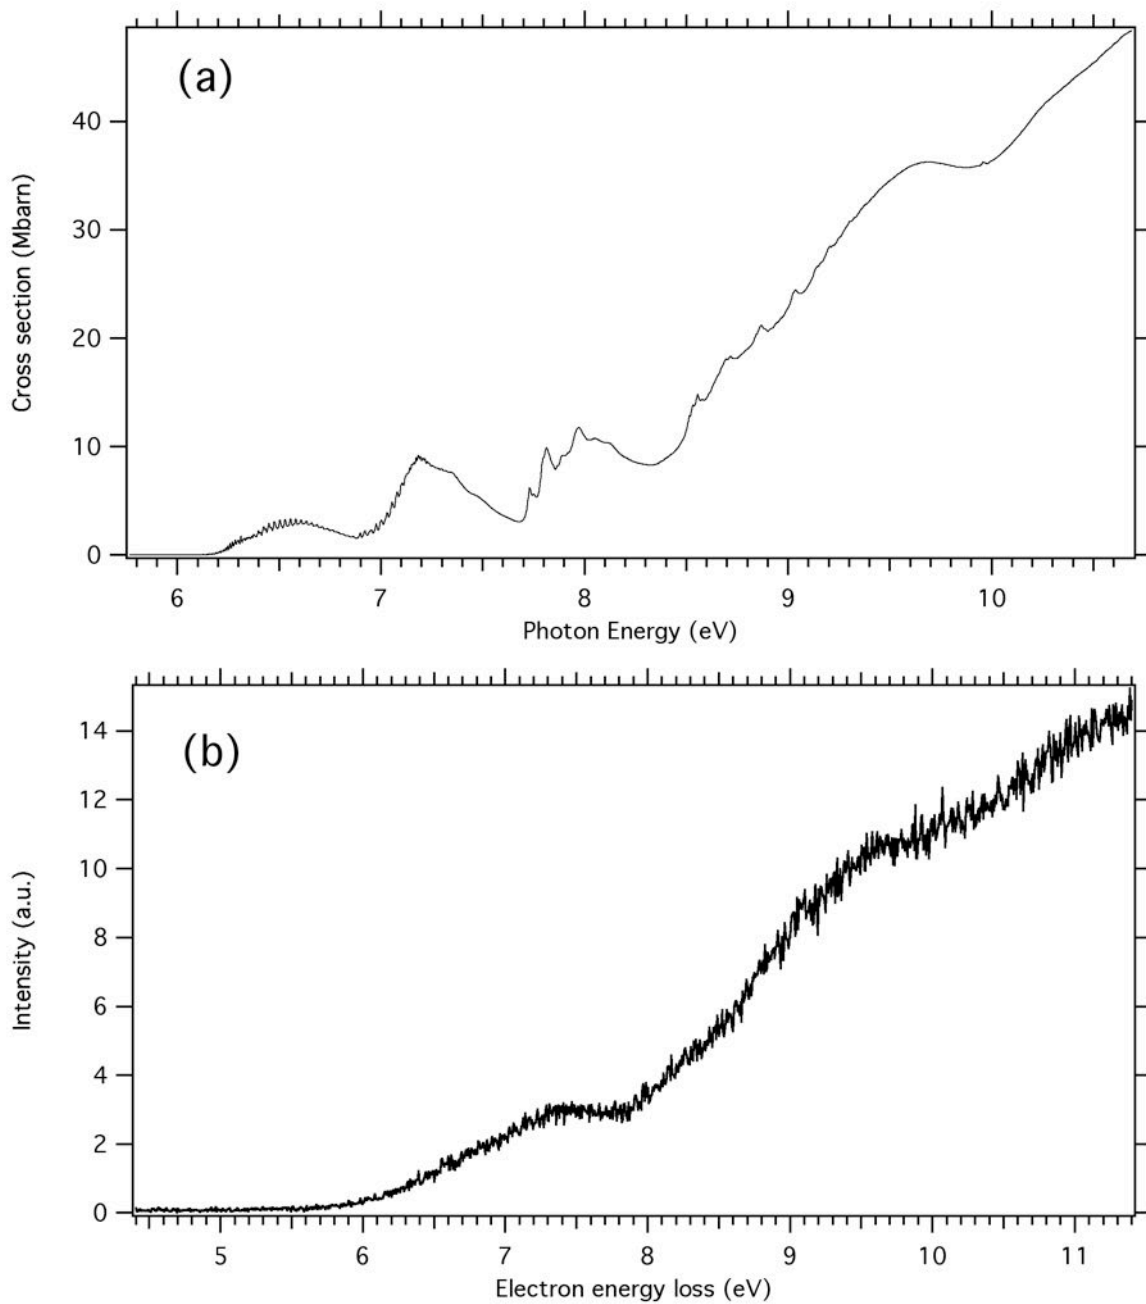 (a)
Cross section (Mbarn)
40
30
20
10
0
6 7 8 9 10
Photon Energy (eV)
(b)
Intensity (a.u.)
14
12
10
8
6
4
2
0
5 6 7 8 9 10 11
Electron energy loss (eV)